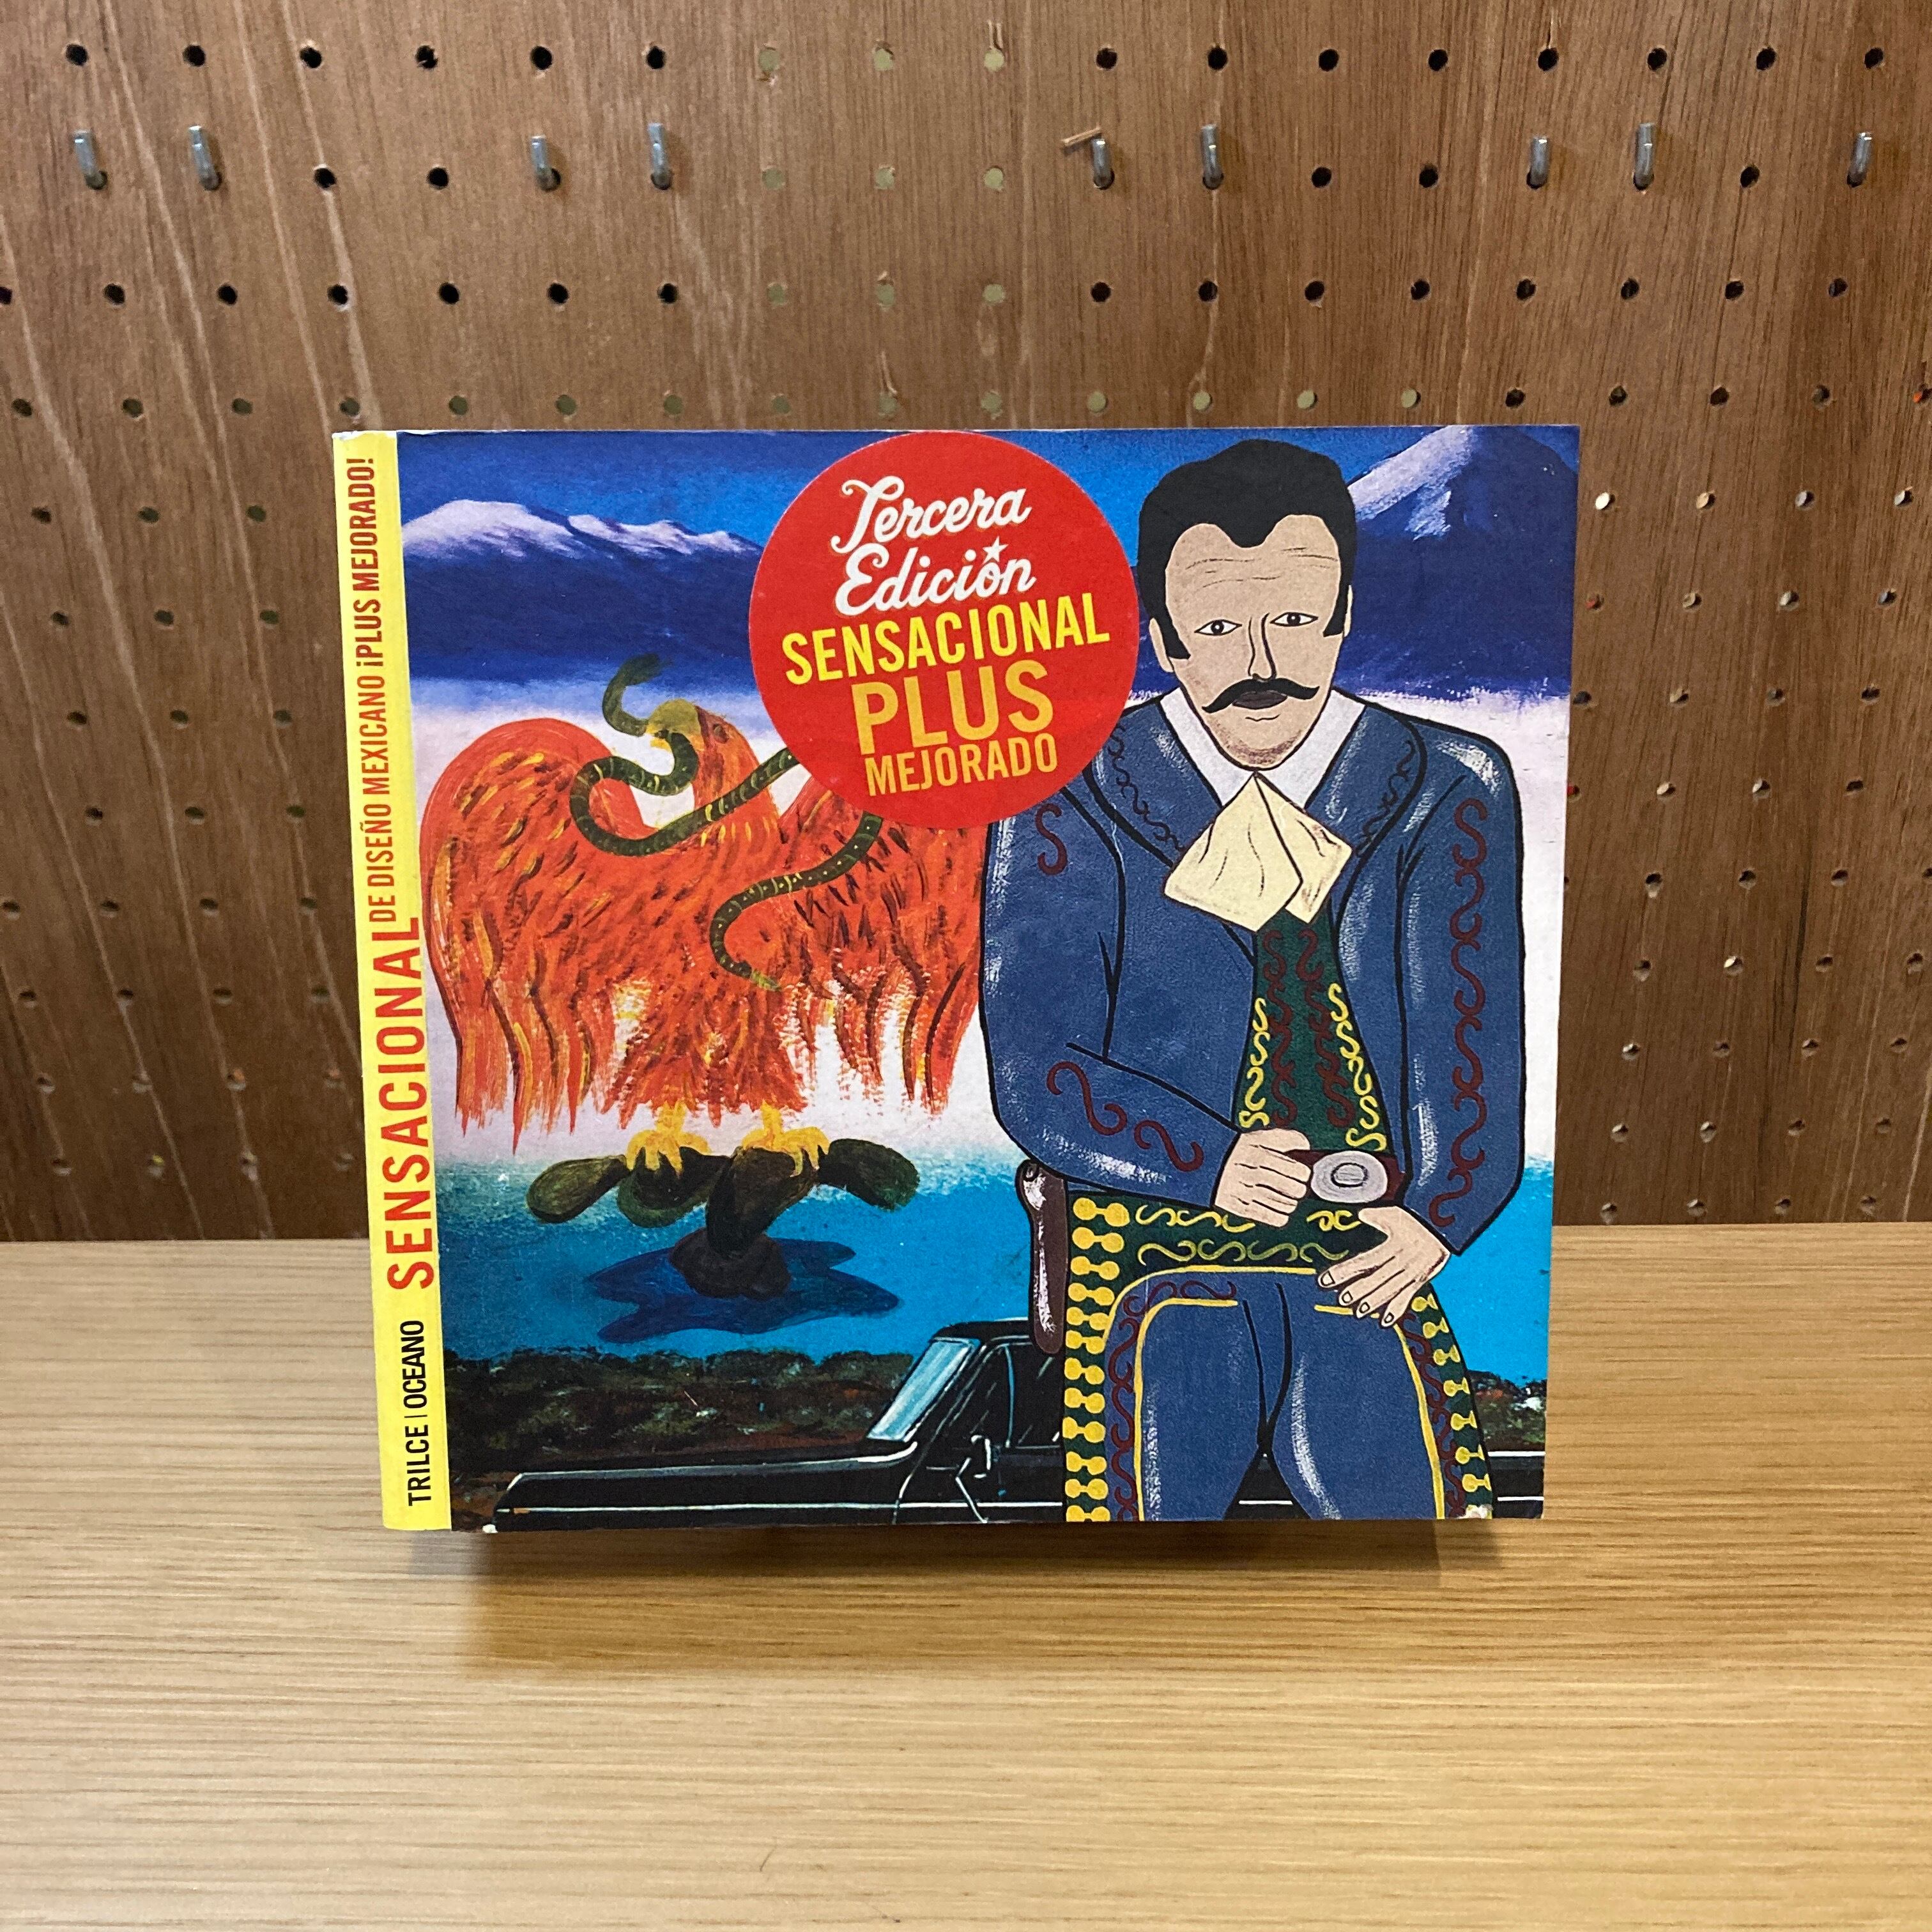 Tercera
Edición
SENSACIONAL
PLUS
MEJORADO
SENSACIONAL DE DISEÑO MEXICANO ¡PLUS MEJORADO!
TRILCE | OCEANO